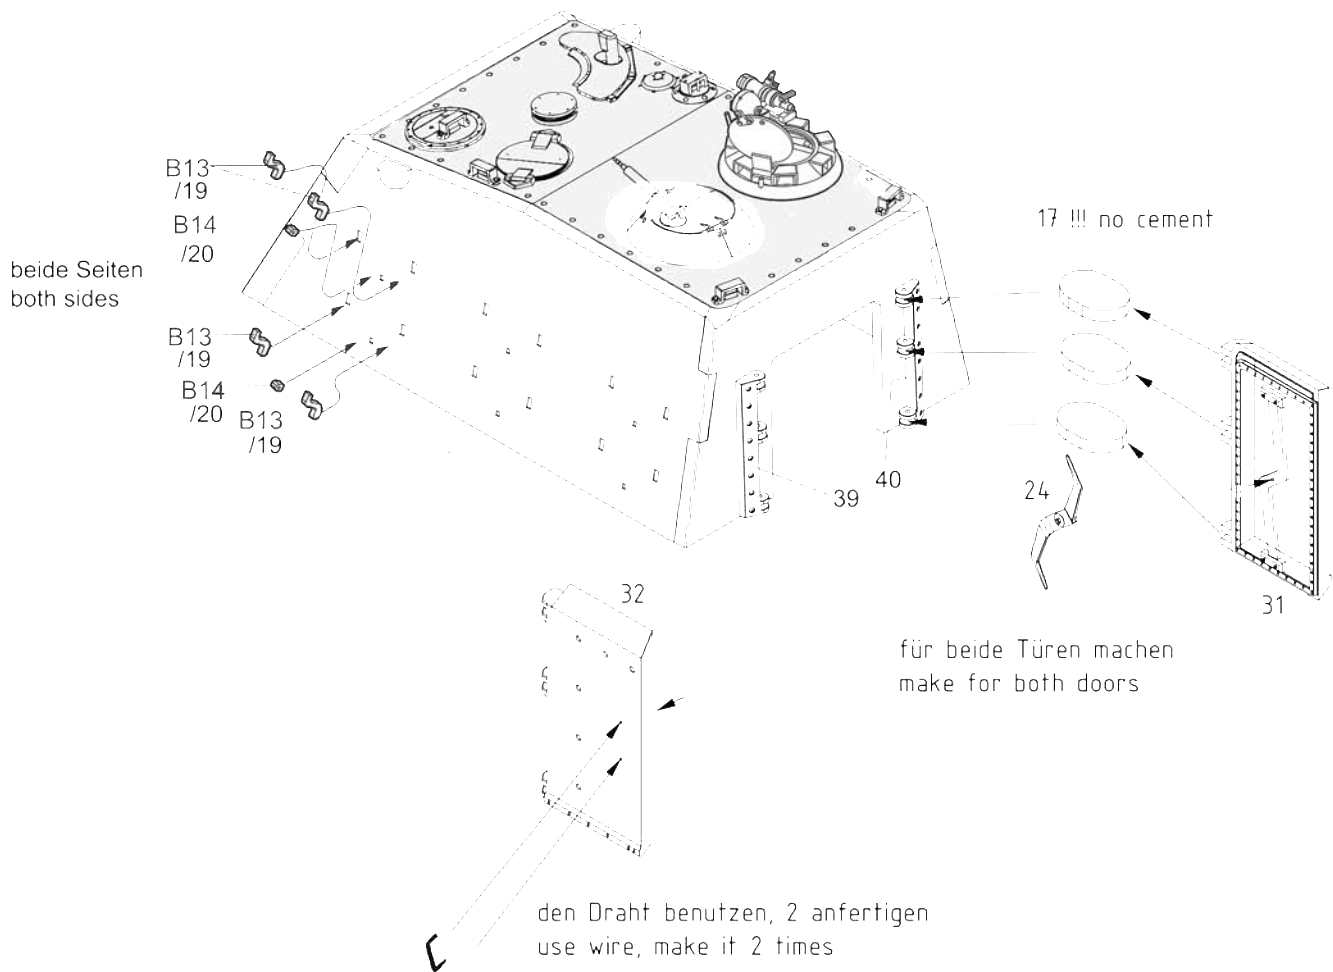 B13
/19
B14
/20
beide Seiten
both sides
B13
/19
B14
/20
B13
/19
17 !!! no cement
39
40
24
31
32
für beide Türen machen
make for both doors
den Draht benutzen, 2 anfertigen
use wire, make it 2 times